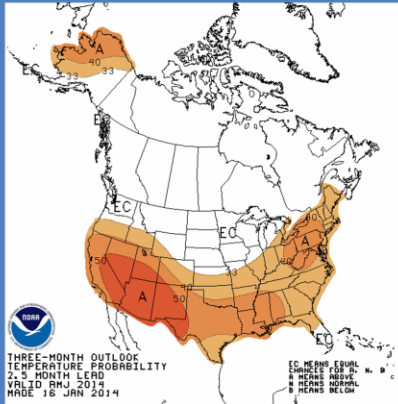 A
40
EC
33
33
EC
EC
EC
40
A
40
50
33
40
A
50
EC
NOAA
THREE-MONTH OUTLOOK
TEMPERATURE PROBABILITY
2.5 MONTH LEAD
VALID AMJ 2014
MADE 16 JAN 2014
EC MEANS EQUAL
CHANCES FOR A, N, B
A MEANS ABOVE
N MEANS NORMAL
B MEANS BELOW